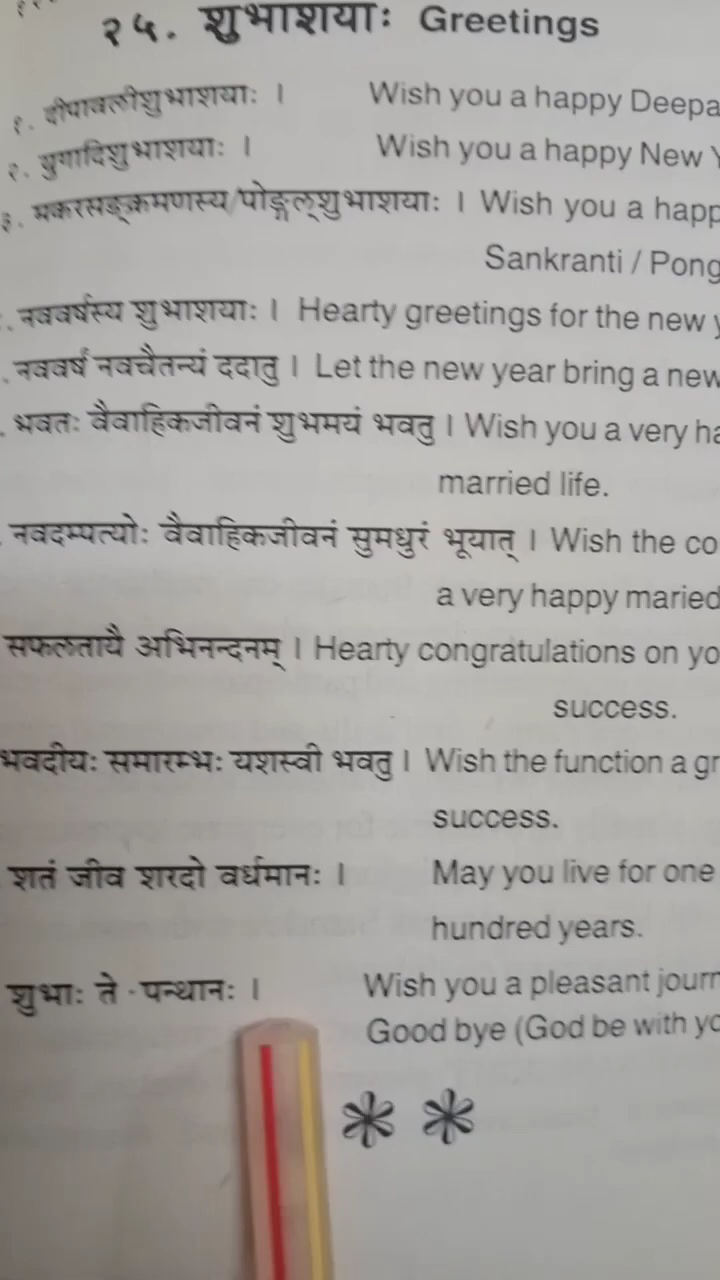 २५. शुभाशयाः Greetings
१. दीपावलीशुभाशयाः । Wish you a happy Deepa
२. युगादिशुभाशयाः । Wish you a happy New Y
३. मकरसङ्क्रमणस्य/पोङ्गल्शुभाशयाः । Wish you a happ
Sankranti / Pong
नववर्षस्य शुभाशयाः । Hearty greetings for the new y
नववर्षं नवचैतन्यं ददातु । Let the new year bring a new
भवतः वैवाहिकजीवनं शुभमयं भवतु । Wish you a very ha
married life.
नवदम्पत्योः वैवाहिकजीवनं सुमधुरं भूयात् । Wish the co
a very happy maried
सफलतायै अभिनन्दनम् । Hearty congratulations on yo
success.
भवदीयः समारम्भः यशस्वी भवतु । Wish the function a gr
success.
शतं जीव शरदो वर्धमानः । May you live for one
hundred years.
शुभाः ते पन्थानः । Wish you a pleasant journ
Good bye (God be with yo